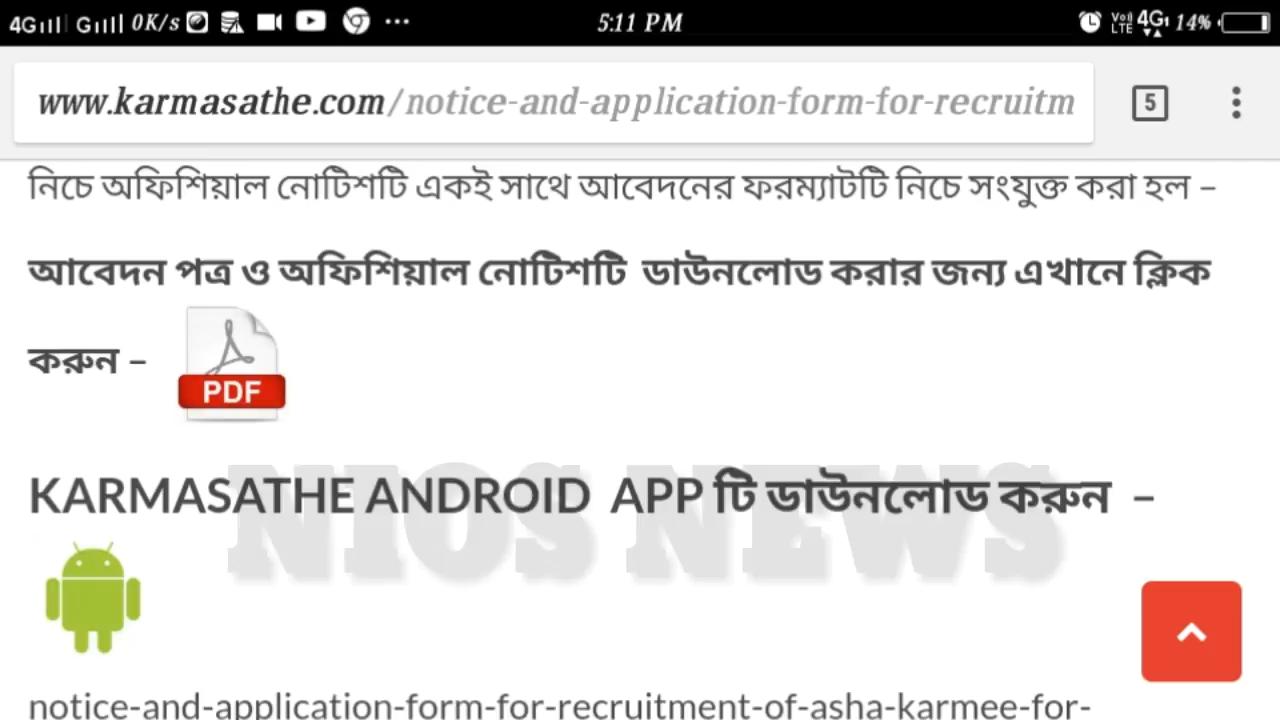 4G G 0K/s ... 5:11 PM VoI LTE 4G 14%
www.karmasathe.com/notice-and-application-form-for-recruitm 5
নিচে অফিশিয়াল নোটিশটি একই সাথে আবেদনের ফরম্যাটটি নিচে সংযুক্ত করা হল –
আবেদন পত্র ও অফিশিয়াল নোটিশটি ডাউনলোড করার জন্য এখানে ক্লিক
করুন –
PDF
KARMASATHE ANDROID APP টি ডাউনলোড করুন –
NIOS NEWS
notice-and-application-form-for-recruitment-of-asha-karmee-for-